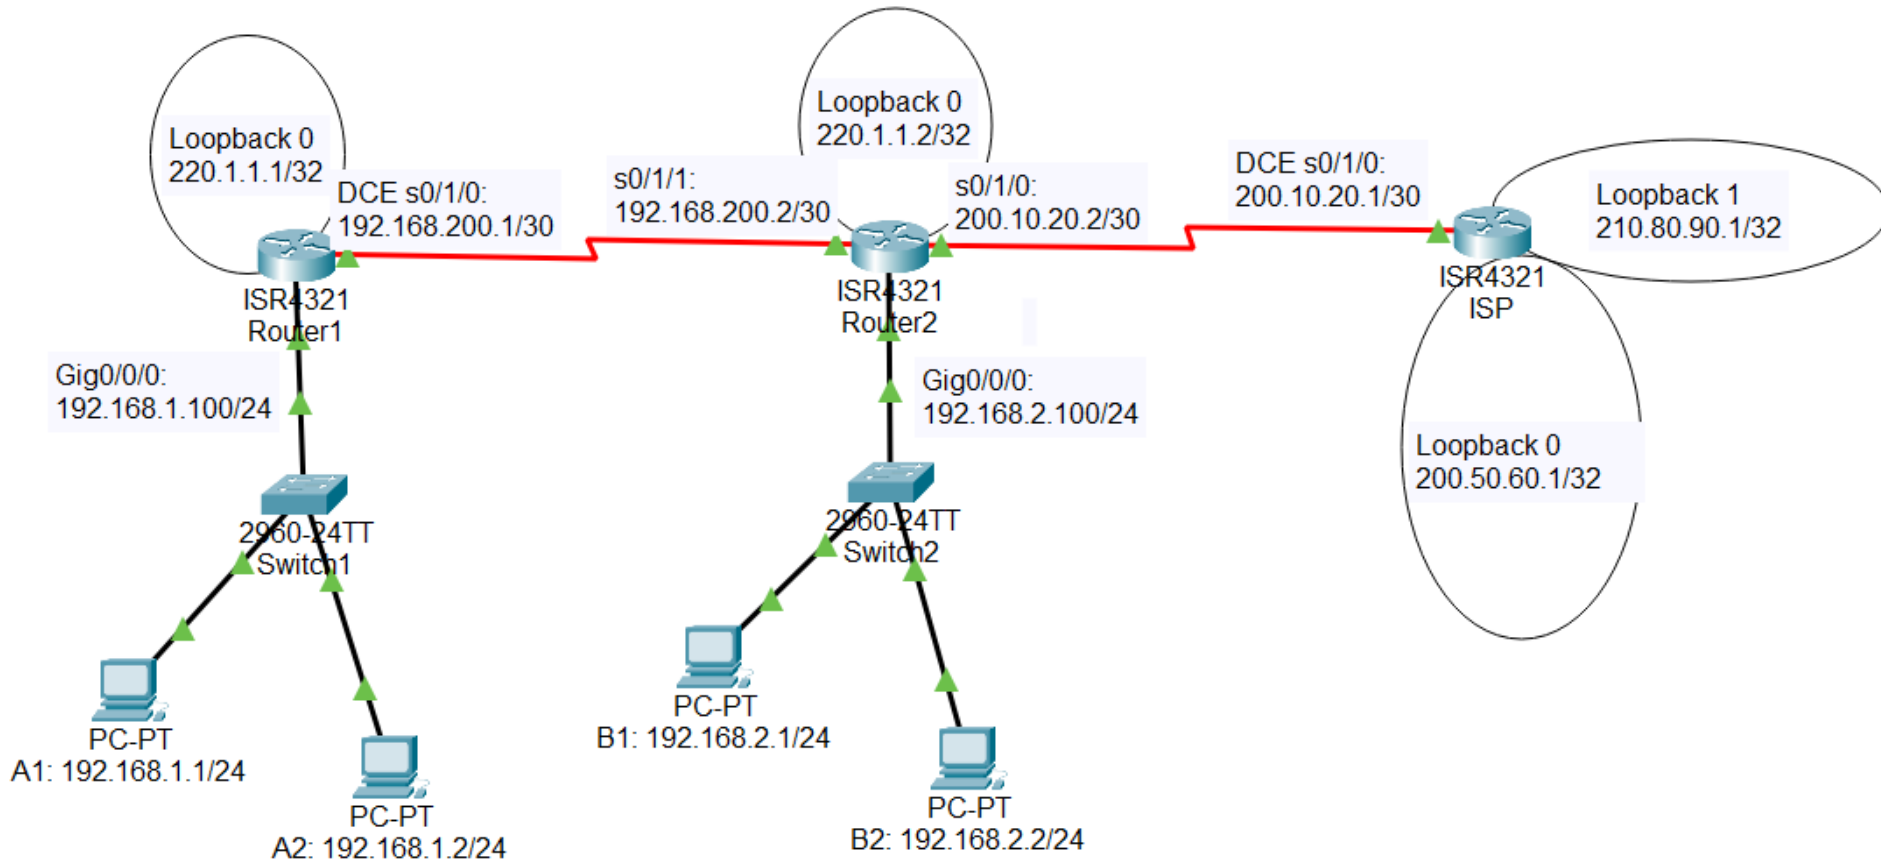 Loopback 0
220.1.1.1/32
DCE s0/1/0:
192.168.200.1/30
ISR4321
Router1
Gig0/0/0:
192.168.1.100/24
2960-24TT
Switch1
PC-PT
A1: 192.168.1.1/24
PC-PT
A2: 192.168.1.2/24
Loopback 0
220.1.1.2/32
s0/1/1:
192.168.200.2/30
s0/1/0:
200.10.20.2/30
ISR4321
Router2
Gig0/0/0:
192.168.2.100/24
2960-24TT
Switch2
PC-PT
B1: 192.168.2.1/24
PC-PT
B2: 192.168.2.2/24
DCE s0/1/0:
200.10.20.1/30
Loopback 1
210.80.90.1/32
ISR4321
ISP
Loopback 0
200.50.60.1/32